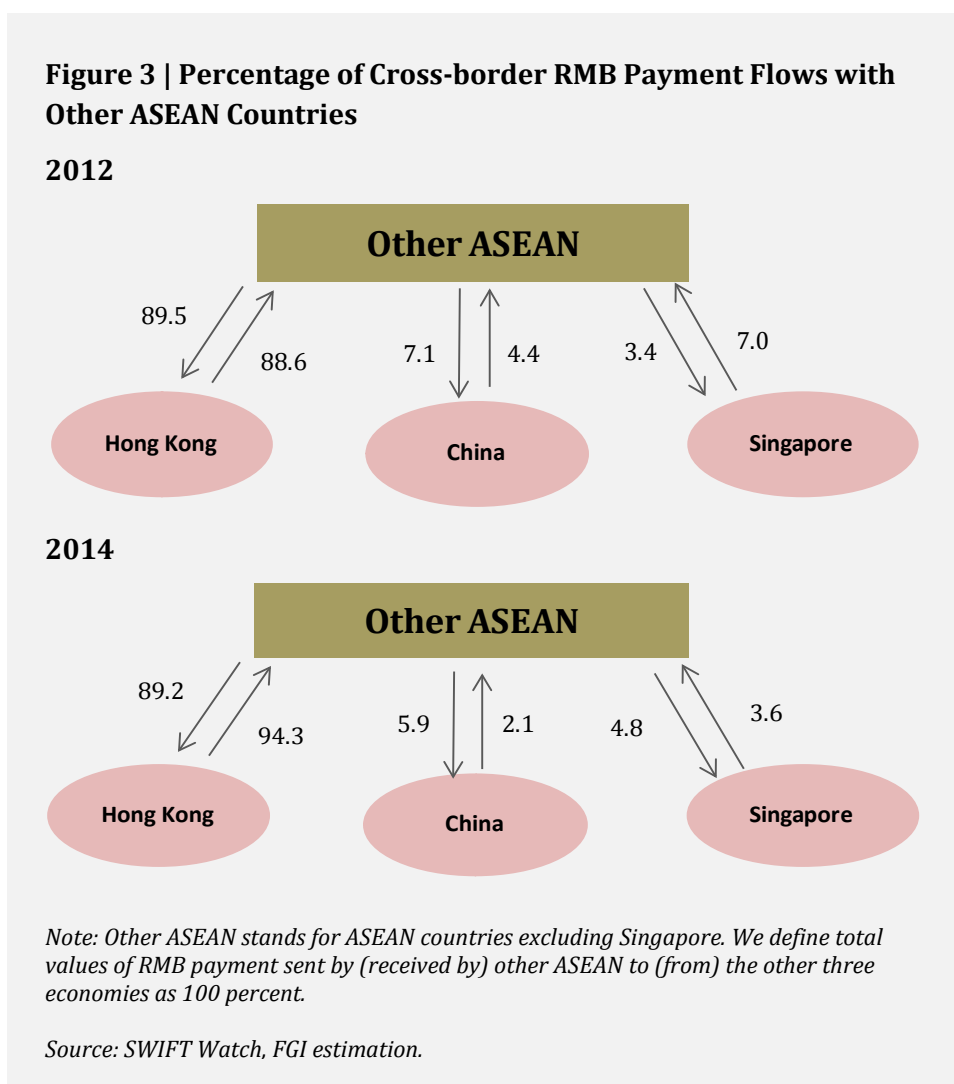 Figure 3 | Percentage of Cross-border RMB Payment Flows with
Other ASEAN Countries
2012
Other ASEAN
89.5
88.6
7.1
4.4
3.4
7.0
Hong Kong
China
Singapore
2014
Other ASEAN
89.2
94.3
5.9
2.1
4.8
3.6
Hong Kong
China
Singapore
Note: Other ASEAN stands for ASEAN countries excluding Singapore. We define total
values of RMB payment sent by (received by) other ASEAN to (from) the other three
economies as 100 percent.
Source: SWIFT Watch, FGI estimation.